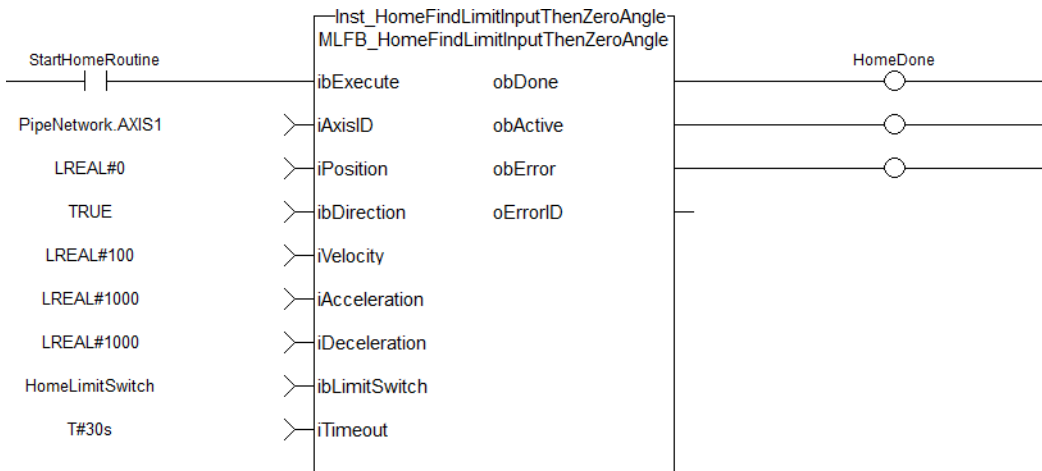 Inst_HomeFindLimitInputThenZeroAngle
MLFB_HomeFindLimitInputThenZeroAngle
StartHomeRoutine
HomeDone
ibExecute
obDone
PipeNetwork.AXIS1
iAxisID
obActive
LREAL#0
iPosition
obError
TRUE
ibDirection
oErrorID
LREAL#100
iVelocity
LREAL#1000
iAcceleration
LREAL#1000
iDeceleration
HomeLimitSwitch
ibLimitSwitch
T#30s
iTimeout